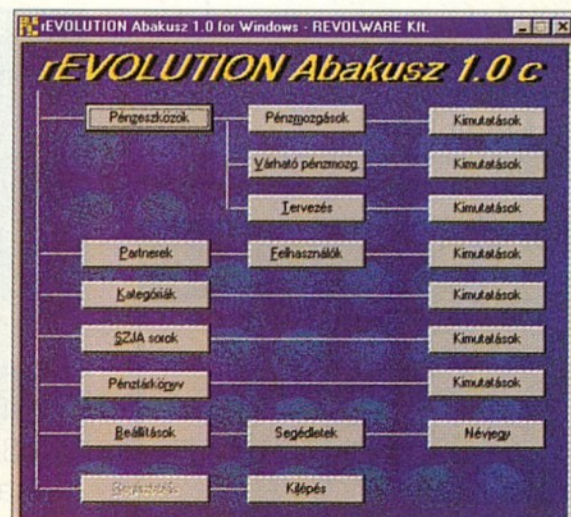 rEVOLUTION Abakusz 1.0 for Windows - REVOLWARE Kft.
rEVOLUTION Abakusz 1.0 c
Pénzeszközök Pénzmozgások Kimutatások
Várható pénzmozg. Kimutatások
Tervezés Kimutatások
Partnerek Felhasználók Kimutatások
Kategóriák Kimutatások
SZJA sorok Kimutatások
Pénztárkönyv Kimutatások
Beállítások Segédletek Névjegy
Kilépés